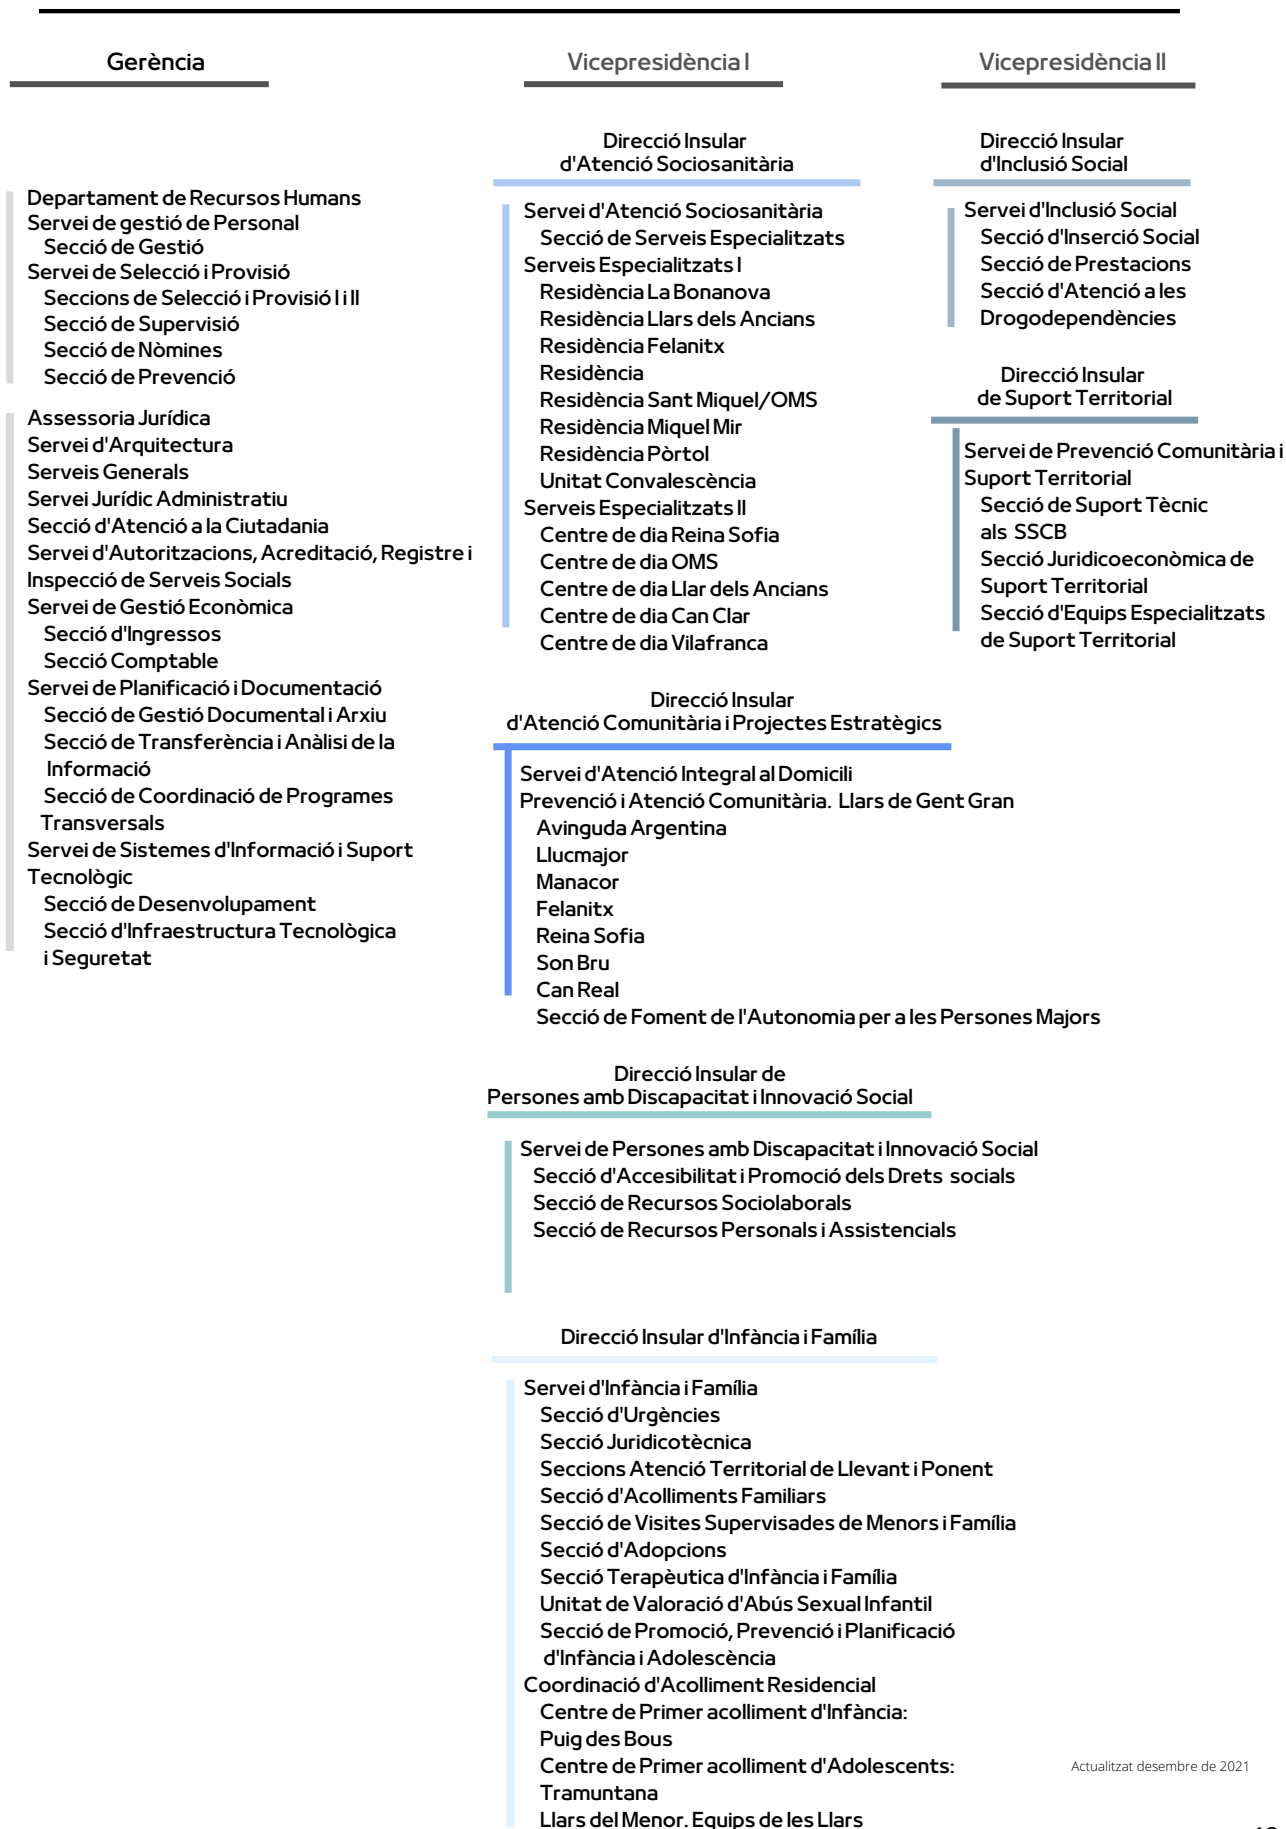 Gerència
Departament de Recursos Humans
Servei de gestió de Personal
Secció de Gestió
Servei de Selecció i Provisió
Seccions de Selecció i Provisió I i II
Secció de Supervisió
Secció de Nòmines
Secció de Prevenció
Assessoria Jurídica
Servei d'Arquitectura
Serveis Generals
Servei Jurídic Administratiu
Secció d'Atenció a la Ciutadania
Servei d'Autoritzacions, Acreditació, Registre i
Inspecció de Serveis Socials
Servei de Gestió Econòmica
Secció d'Ingressos
Secció Comptable
Servei de Planificació i Documentació
Secció de Gestió Documental i Arxiu
Secció de Transferència i Anàlisi de la
Informació
Secció de Coordinació de Programes
Transversals
Servei de Sistemes d'Informació i Suport
Tecnològic
Secció de Desenvolupament
Secció d'Infraestructura Tecnològica
i Seguretat
Vicepresidència I
Direcció Insular
d'Atenció Sociosanitària
Servei d'Atenció Sociosanitària
Secció de Serveis Especialitzats
Serveis Especialitzats I
Residència La Bonanova
Residència Llars dels Ancians
Residència Felanitx
Residència
Residència Sant Miquel/OMS
Residència Miquel Mir
Residència Pòrtol
Unitat Convalescència
Serveis Especialitzats II
Centre de dia Reina Sofia
Centre de dia OMS
Centre de dia Llar dels Ancians
Centre de dia Can Clar
Centre de dia Vilafranca
Direcció Insular
d'Atenció Comunitària i Projectes Estratègics
Servei d'Atenció Integral al Domicili
Prevenció i Atenció Comunitària. Llars de Gent Gran
Avinguda Argentina
Llucmajor
Manacor
Felanitx
Reina Sofia
Son Bru
Can Real
Secció de Foment de l'Autonomia per a les Persones Majors
Direcció Insular de
Persones amb Discapacitat i Innovació Social
Servei de Persones amb Discapacitat i Innovació Social
Secció d'Accesibilitat i Promoció dels Drets socials
Secció de Recursos Sociolaborals
Secció de Recursos Personals i Assistencials
Direcció Insular d'Infància i Família
Servei d'Infància i Família
Secció d'Urgències
Secció Juridicotècnica
Seccions Atenció Territorial de Llevant i Ponent
Secció d'Acolliments Familiars
Secció de Visites Supervisades de Menors i Família
Secció d'Adopcions
Secció Terapèutica d'Infància i Família
Unitat de Valoració d'Abús Sexual Infantil
Secció de Promoció, Prevenció i Planificació
d'Infància i Adolescència
Coordinació d'Acolliment Residencial
Centre de Primer acolliment d'Infància:
Puig des Bous
Centre de Primer acolliment d'Adolescents:
Tramuntana
Llars del Menor. Equips de les Llars
Vicepresidència II
Direcció Insular
d'Inclusió Social
Servei d'Inclusió Social
Secció d'Inserció Social
Secció de Prestacions
Secció d'Atenció a les
Drogodependències
Direcció Insular
de Suport Territorial
Servei de Prevenció Comunitària i
Suport Territorial
Secció de Suport Tècnic
als SSCB
Secció Juridicoeconòmica de
Suport Territorial
Secció d'Equips Especialitzats
de Suport Territorial
Actualitzat desembre de 2021